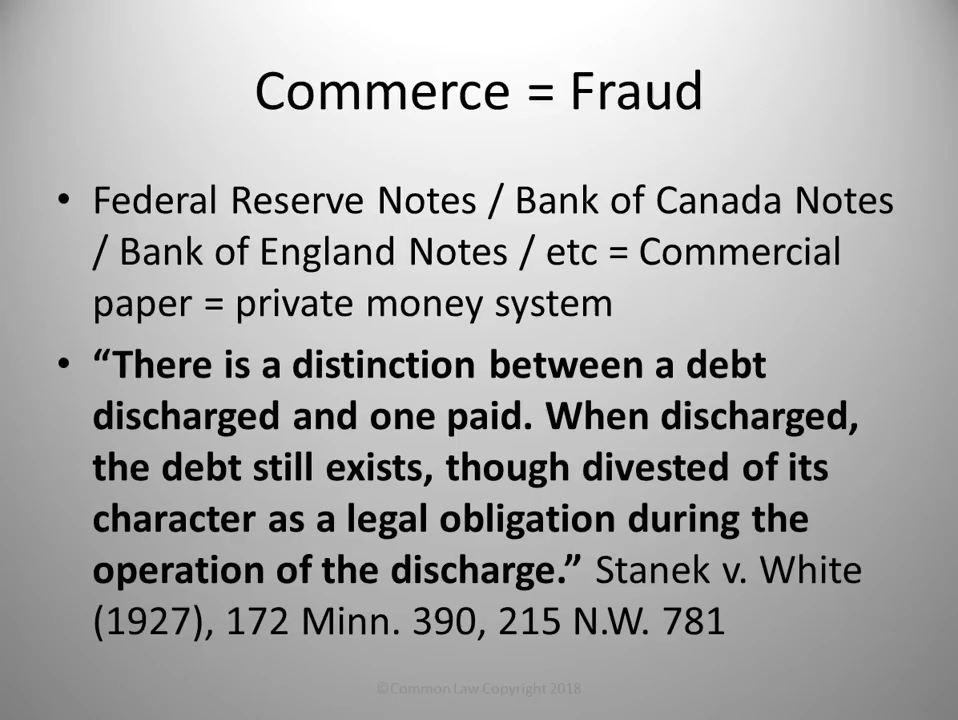 Commerce = Fraud
• Federal Reserve Notes / Bank of Canada Notes
/ Bank of England Notes / etc = Commercial
paper = private money system
• “There is a distinction between a debt
discharged and one paid. When discharged,
the debt still exists, though divested of its
character as a legal obligation during the
operation of the discharge.” Stanek v. White
(1927), 172 Minn. 390, 215 N.W. 781
©Common Law Copyright 2018